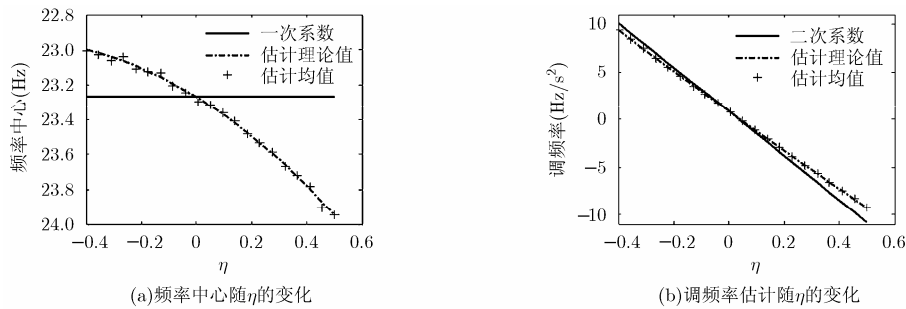 22.8
23.0
23.2
23.4
23.6
23.8
24.0
频率中心(Hz)
一次系数
估计理论值
估计均值
−0.4
−0.2
0
0.2
0.4
0.6
η
(a)频率中心随η的变化
10
5
0
−5
−10
调频率(Hz/s²)
二次系数
估计理论值
估计均值
−0.4
−0.2
0
0.2
0.4
0.6
η
(b)调频率估计随η的变化